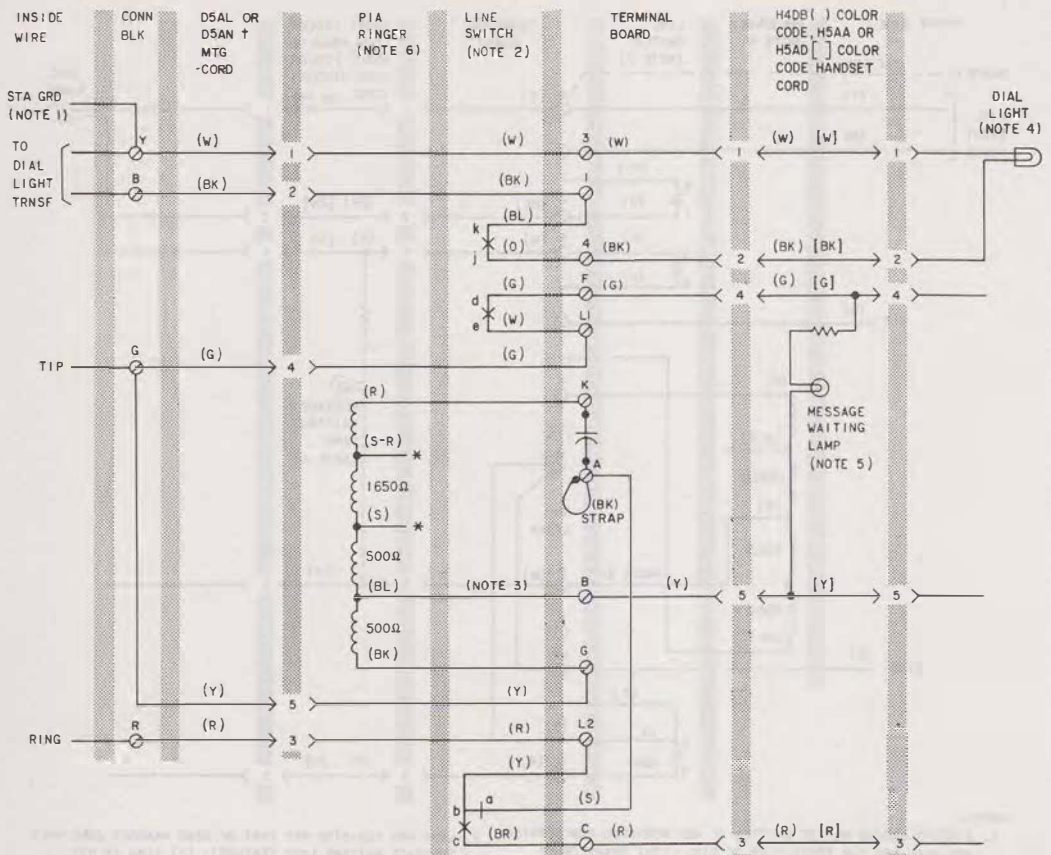 INSIDE
WIRE
CONN
BLK
D5AL OR
D5AN †
MTG
-CORD
PIA
RINGER
(NOTE 6)
LINE
SWITCH
(NOTE 2)
TERMINAL
BOARD
H4DB( ) COLOR
CODE, H5AA OR
H5AD[ ] COLOR
CODE HANDSET
CORD
DIAL
LIGHT
(NOTE 4)
STA GRD
(NOTE 1)
TO
DIAL
LIGHT
TRNSF
Y (W) 1 (W) 3 (W) 1 (W) [W] 1
B (BK) 2 (BK) 1
(BL)
k
j (O) 4 (BK) 2 (BK) [BK] 2
d (G) F (G) 4 (G) [G] 4
e (W) L1
TIP G (G) 4 (G)
(R) K
(S-R) *
MESSAGE
WAITING
LAMP
(NOTE 5)
A
1650Ω
(BK)
STRAP
(S) *
500Ω
(BL) (NOTE 3) B (Y) 5 [Y] 5
500Ω
(BK) G
(Y) 5 (Y)
RING R (R) 3 (R) L2
(Y)
a (S)
b
c (BR) C (R) 3 (R) [R] 3